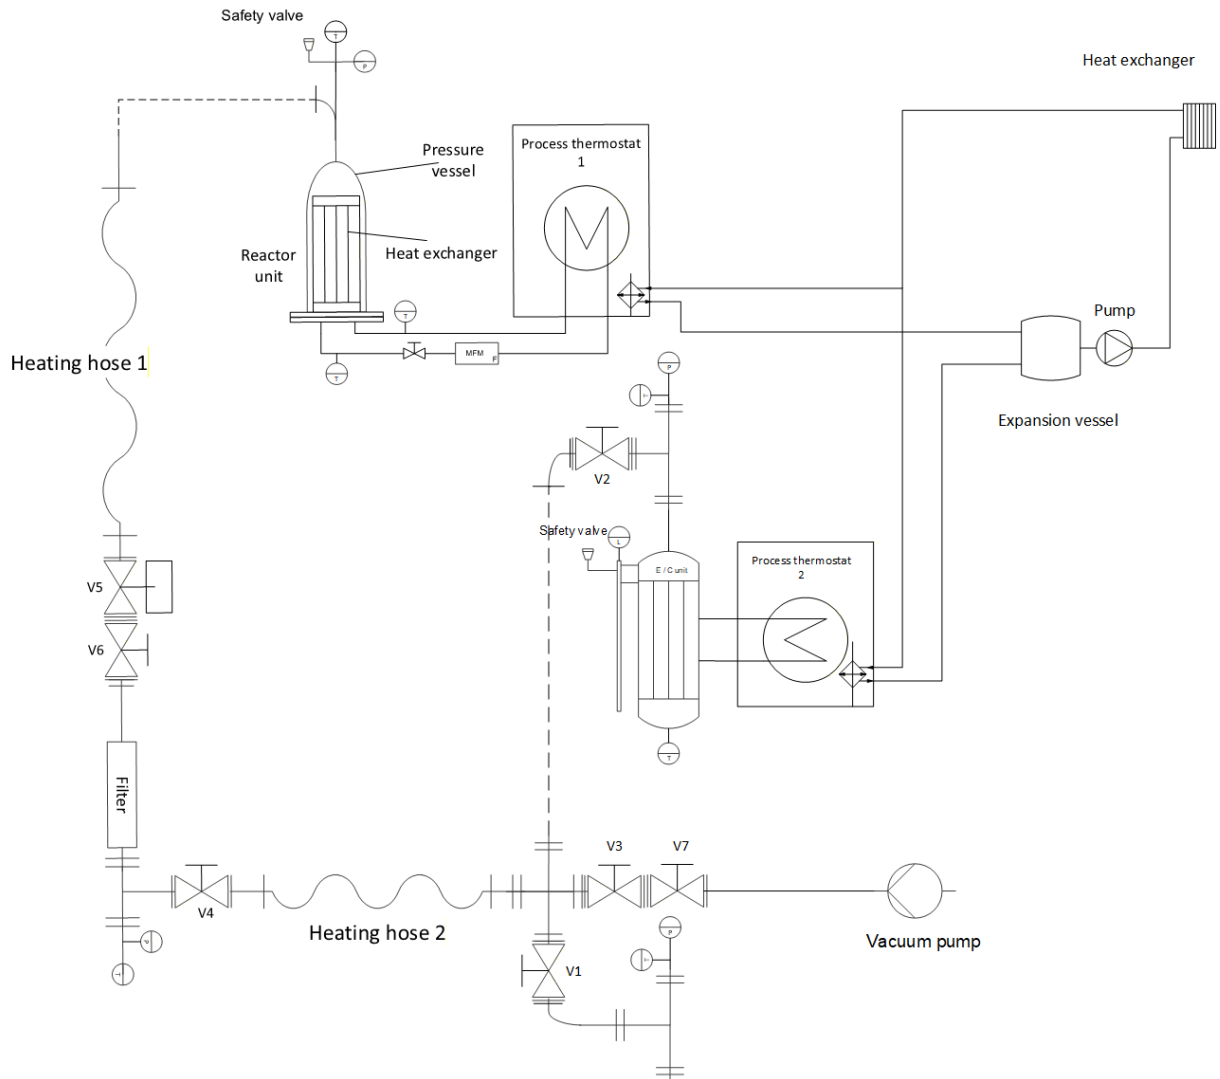 Safety valve
T
P
Heat exchanger
Pressure
vessel
Process thermostat
1
Reactor
unit
Heat exchanger
T
Pump
Heating hose 1
MFM
F
T
P
T
Expansion vessel
V2
Safety valve
L
E / C unit
Process thermostat
2
V5
V6
T
Filter
V3
V7
V4
Heating hose 2
P
Vacuum pump
P
T
V1
T